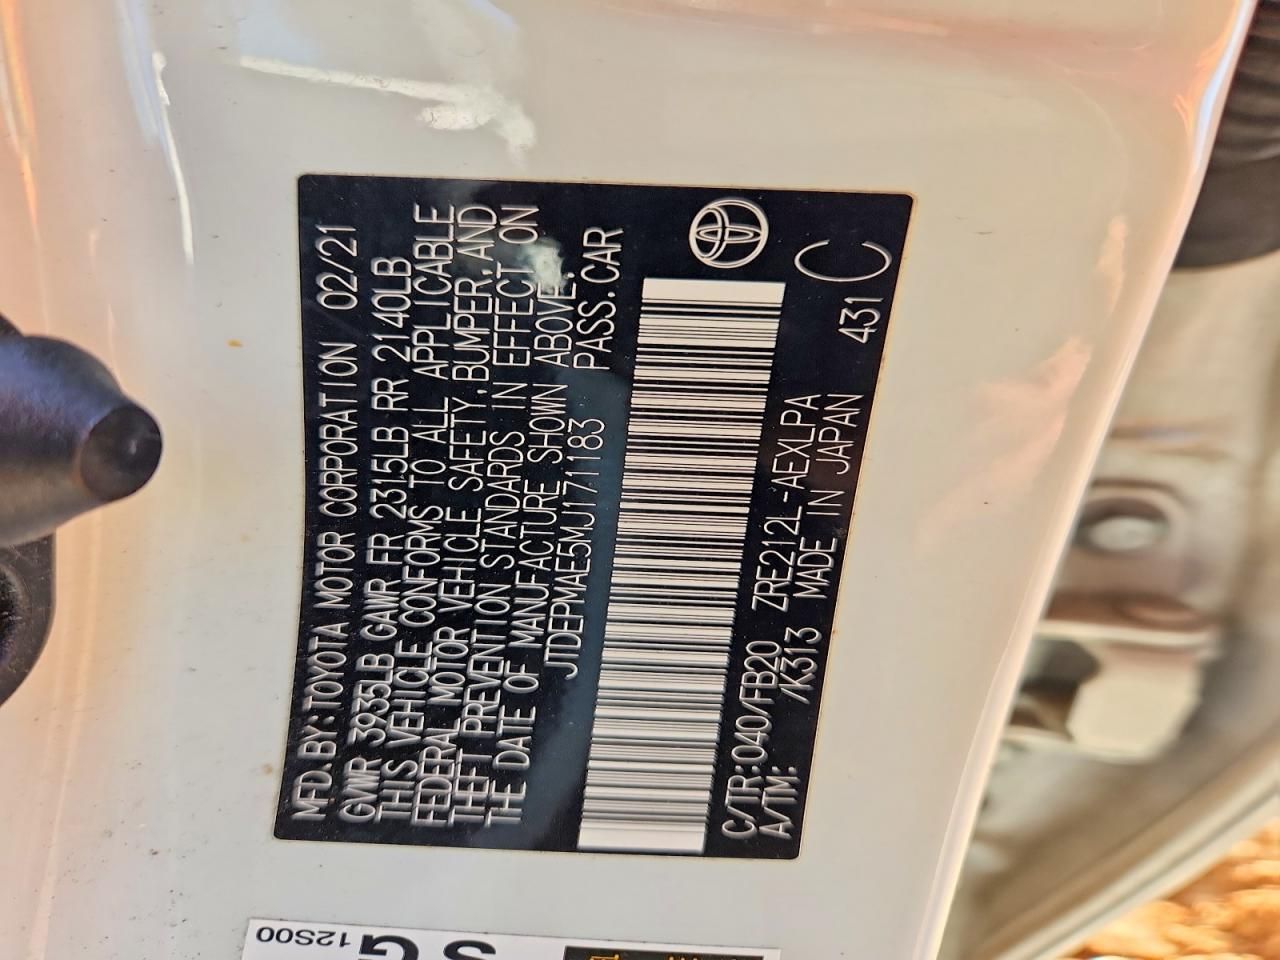 MFD.BY:TOYOTA MOTOR CORPORATION 02/21
GVWR 3935LB GAWR FR 2315LB RR 2140LB
THIS VEHICLE CONFORMS TO ALL APPLICABLE
FEDERAL MOTOR VEHICLE SAFETY,BUMPER,AND
THEFT PREVENTION STANDARDS IN EFFECT ON
THE DATE OF MANUFACTURE SHOWN ABOVE.
JTDEPMAE5MJ171183 PASS.CAR
C/TR:040/FB20 ZRE212L-AEXLPA C
A/TM: /K313 MADE IN JAPAN 431
12S00